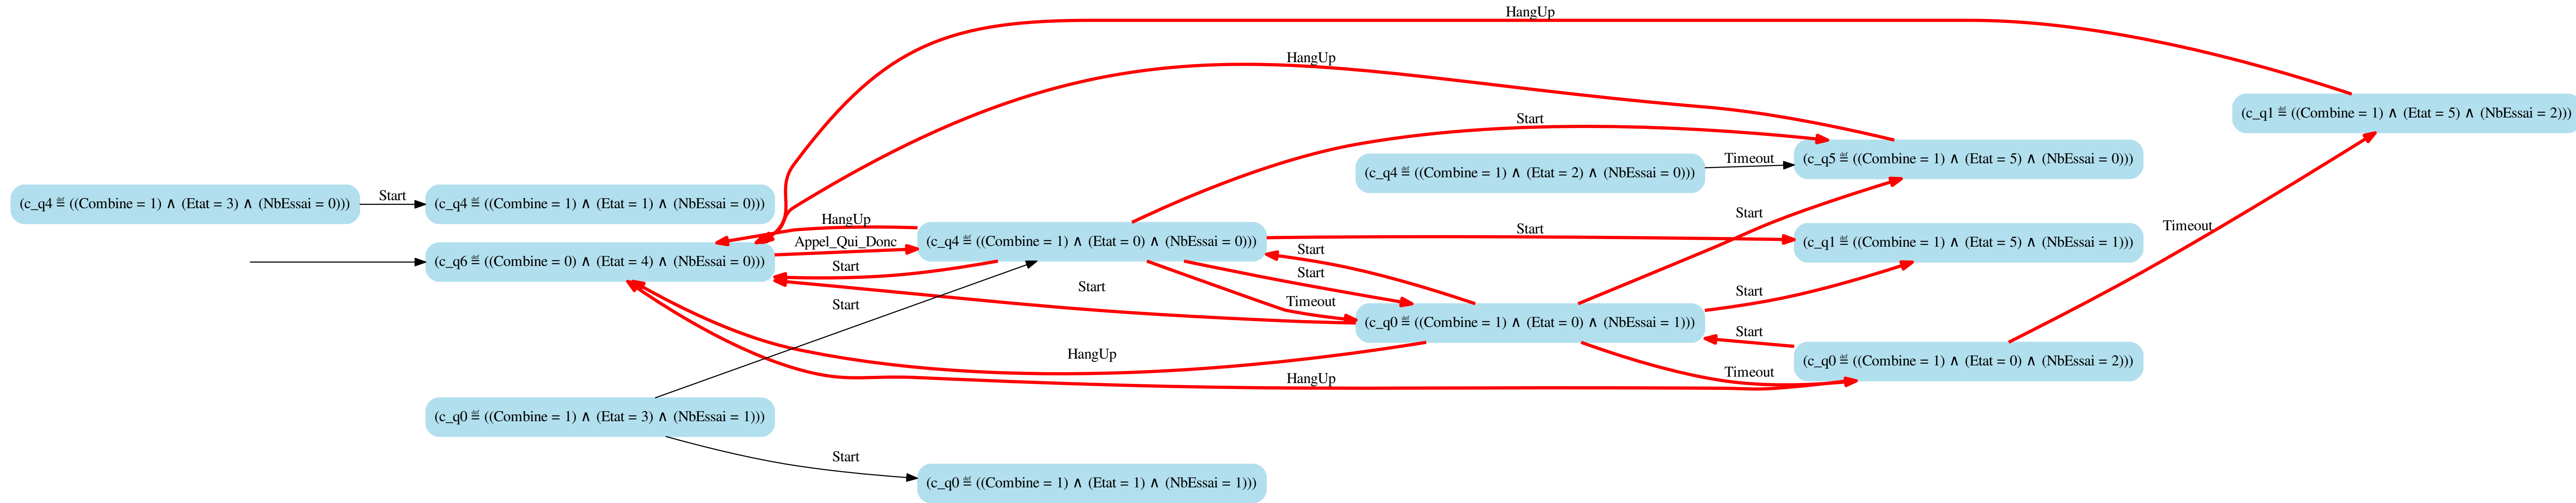 HangUp
HangUp
(c_q1 ≝ ((Combine = 1) ∧ (Etat = 5) ∧ (NbEssai = 2)))
Start
Timeout
(c_q5 ≝ ((Combine = 1) ∧ (Etat = 5) ∧ (NbEssai = 0)))
(c_q4 ≝ ((Combine = 1) ∧ (Etat = 2) ∧ (NbEssai = 0)))
(c_q4 ≝ ((Combine = 1) ∧ (Etat = 3) ∧ (NbEssai = 0)))
Start
(c_q4 ≝ ((Combine = 1) ∧ (Etat = 1) ∧ (NbEssai = 0)))
HangUp
Start
Start
Timeout
Appel_Qui_Donc
(c_q4 ≝ ((Combine = 1) ∧ (Etat = 0) ∧ (NbEssai = 0)))
(c_q1 ≝ ((Combine = 1) ∧ (Etat = 5) ∧ (NbEssai = 1)))
Start
(c_q6 ≝ ((Combine = 0) ∧ (Etat = 4) ∧ (NbEssai = 0)))
Start
Start
Start
Start
Start
Timeout
(c_q0 ≝ ((Combine = 1) ∧ (Etat = 0) ∧ (NbEssai = 1)))
Start
HangUp
(c_q0 ≝ ((Combine = 1) ∧ (Etat = 0) ∧ (NbEssai = 2)))
Timeout
HangUp
(c_q0 ≝ ((Combine = 1) ∧ (Etat = 3) ∧ (NbEssai = 1)))
Start
(c_q0 ≝ ((Combine = 1) ∧ (Etat = 1) ∧ (NbEssai = 1)))